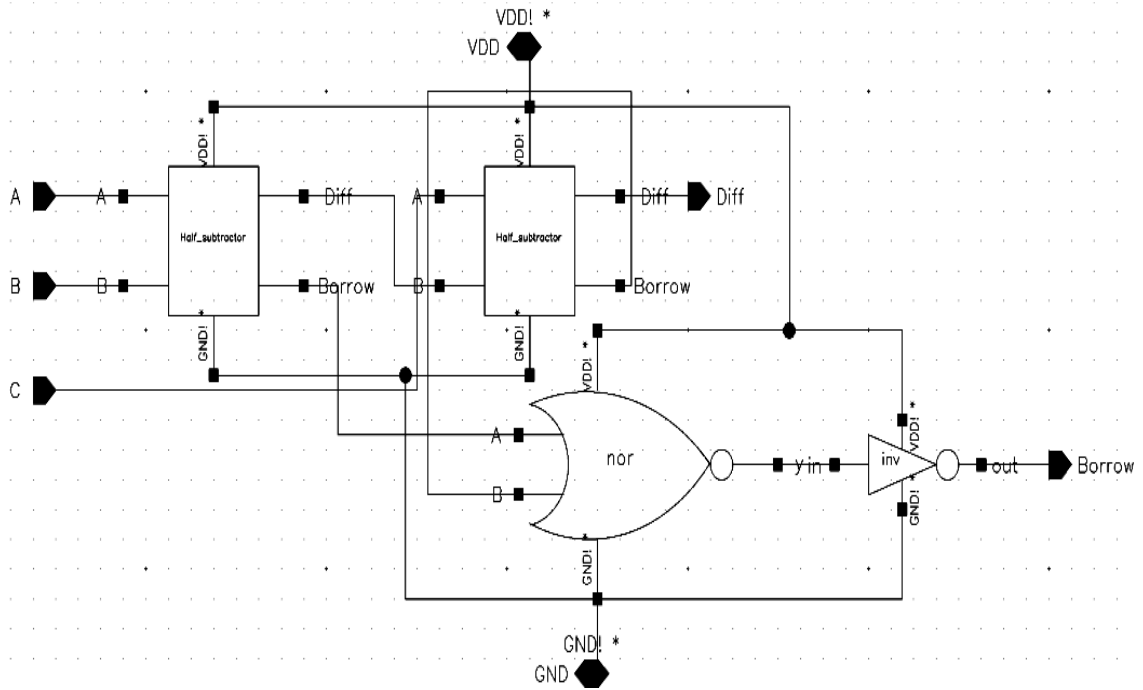 VDD! *
VDD
VDD! *
VDD! *
A
A
Diff
A
Diff
Diff
Half_subtractor
Half_subtractor
B
B
Borrow
B
Borrow
GND! *
GND! *
C
VDD! *
VDD! *
A
nor
y
in
inv
out
Borrow
B
GND! *
GND! *
GND! *
GND